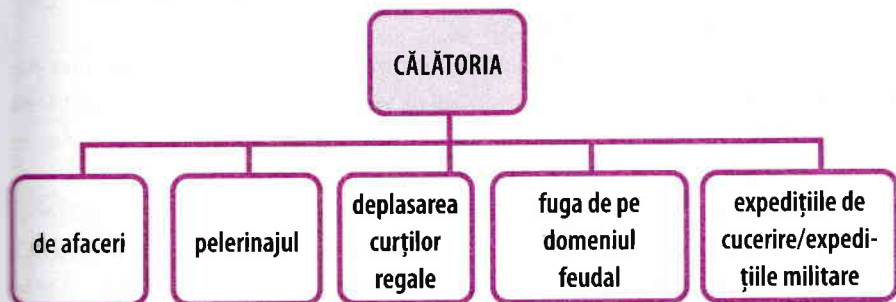 CĂLĂTORIA
de afaceri
pelerinajul
deplasarea
curților
regale
fuga de pe
domeniul
feudal
expedițiile de
cucerire/expedi-
țiile militare